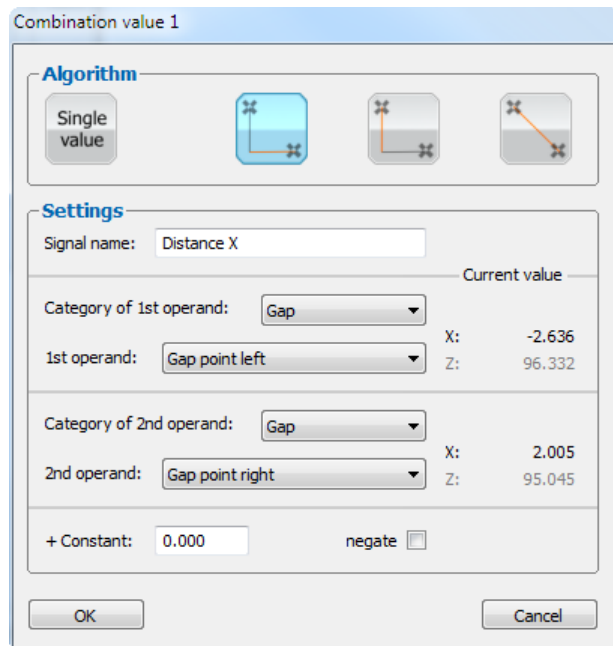 Combination value 1
Algorithm
Single
value
Settings
Signal name: Distance X
Current value
Category of 1st operand: Gap
X: -2.636
1st operand: Gap point left
Z: 96.332
Category of 2nd operand: Gap
X: 2.005
2nd operand: Gap point right
Z: 95.045
+ Constant: 0.000 negate
OK Cancel